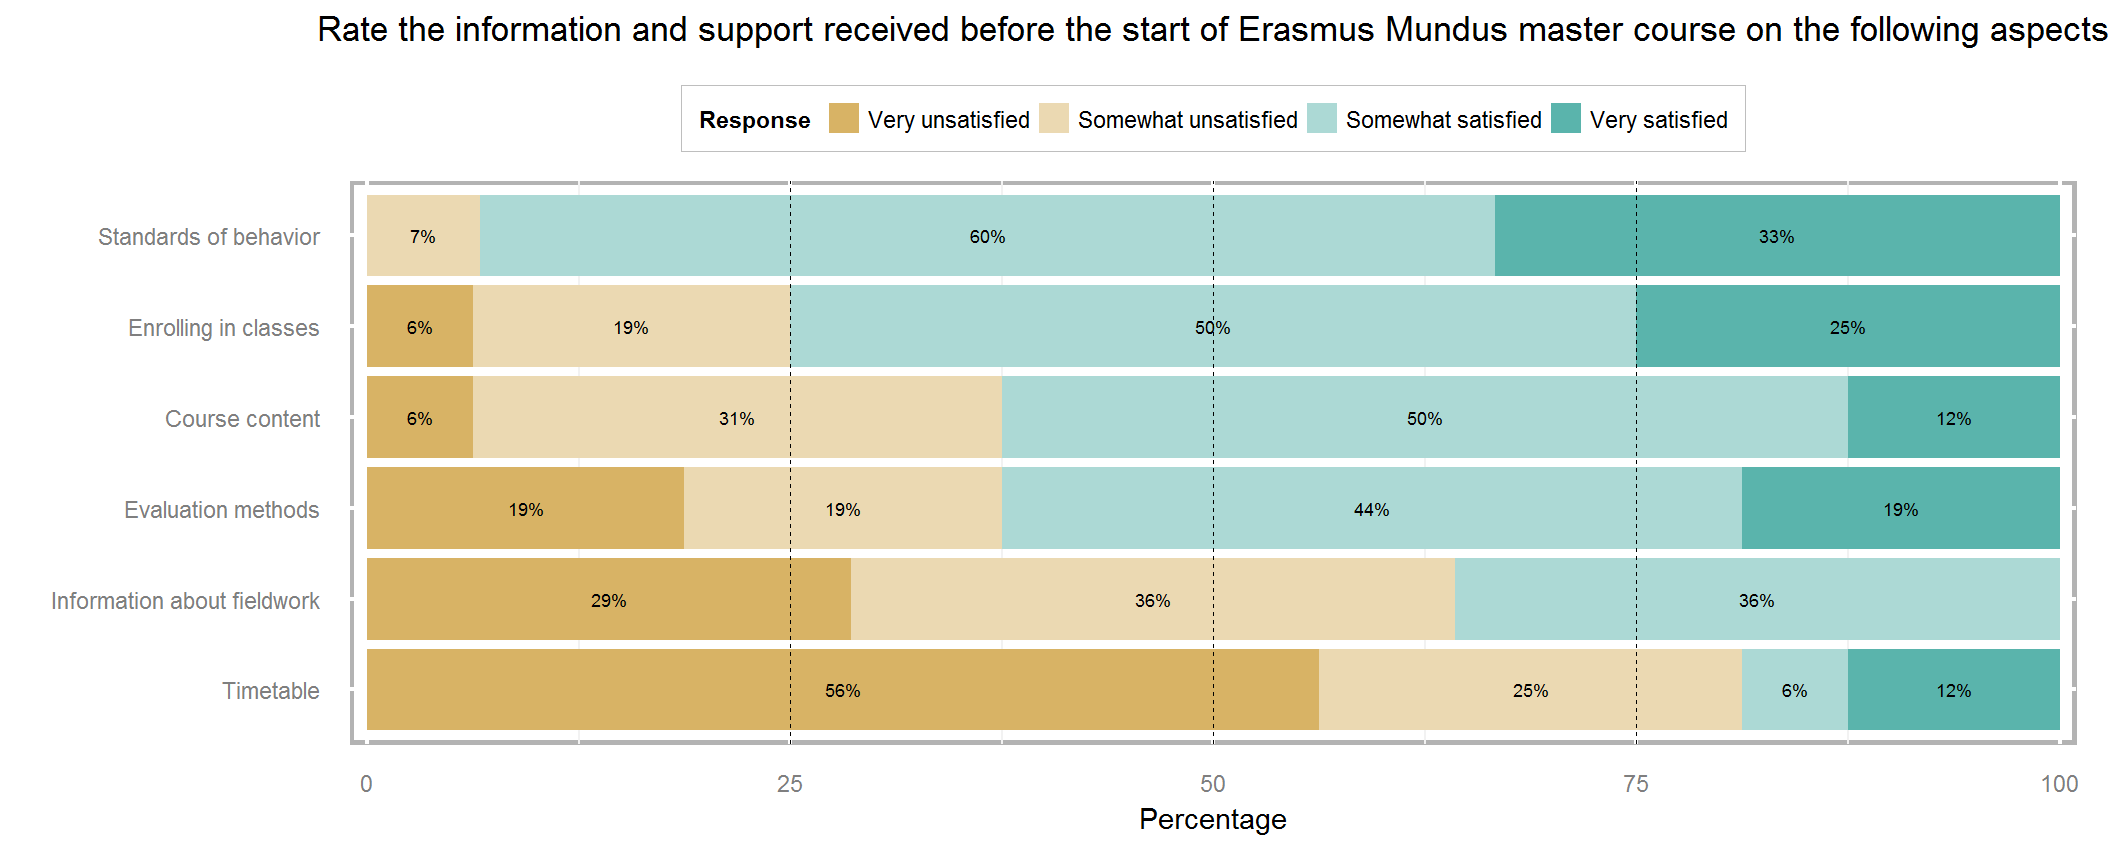 Rate the information and support received before the start of Erasmus Mundus master course on the following aspects
Response Very unsatisfied Somewhat unsatisfied Somewhat satisfied Very satisfied
Standards of behavior 7% 60% 33%
Enrolling in classes 6% 19% 50% 25%
Course content 6% 31% 50% 12%
Evaluation methods 19% 19% 44% 19%
Information about fieldwork 29% 36% 36%
Timetable 56% 25% 6% 12%
0 25 50 75 100
Percentage